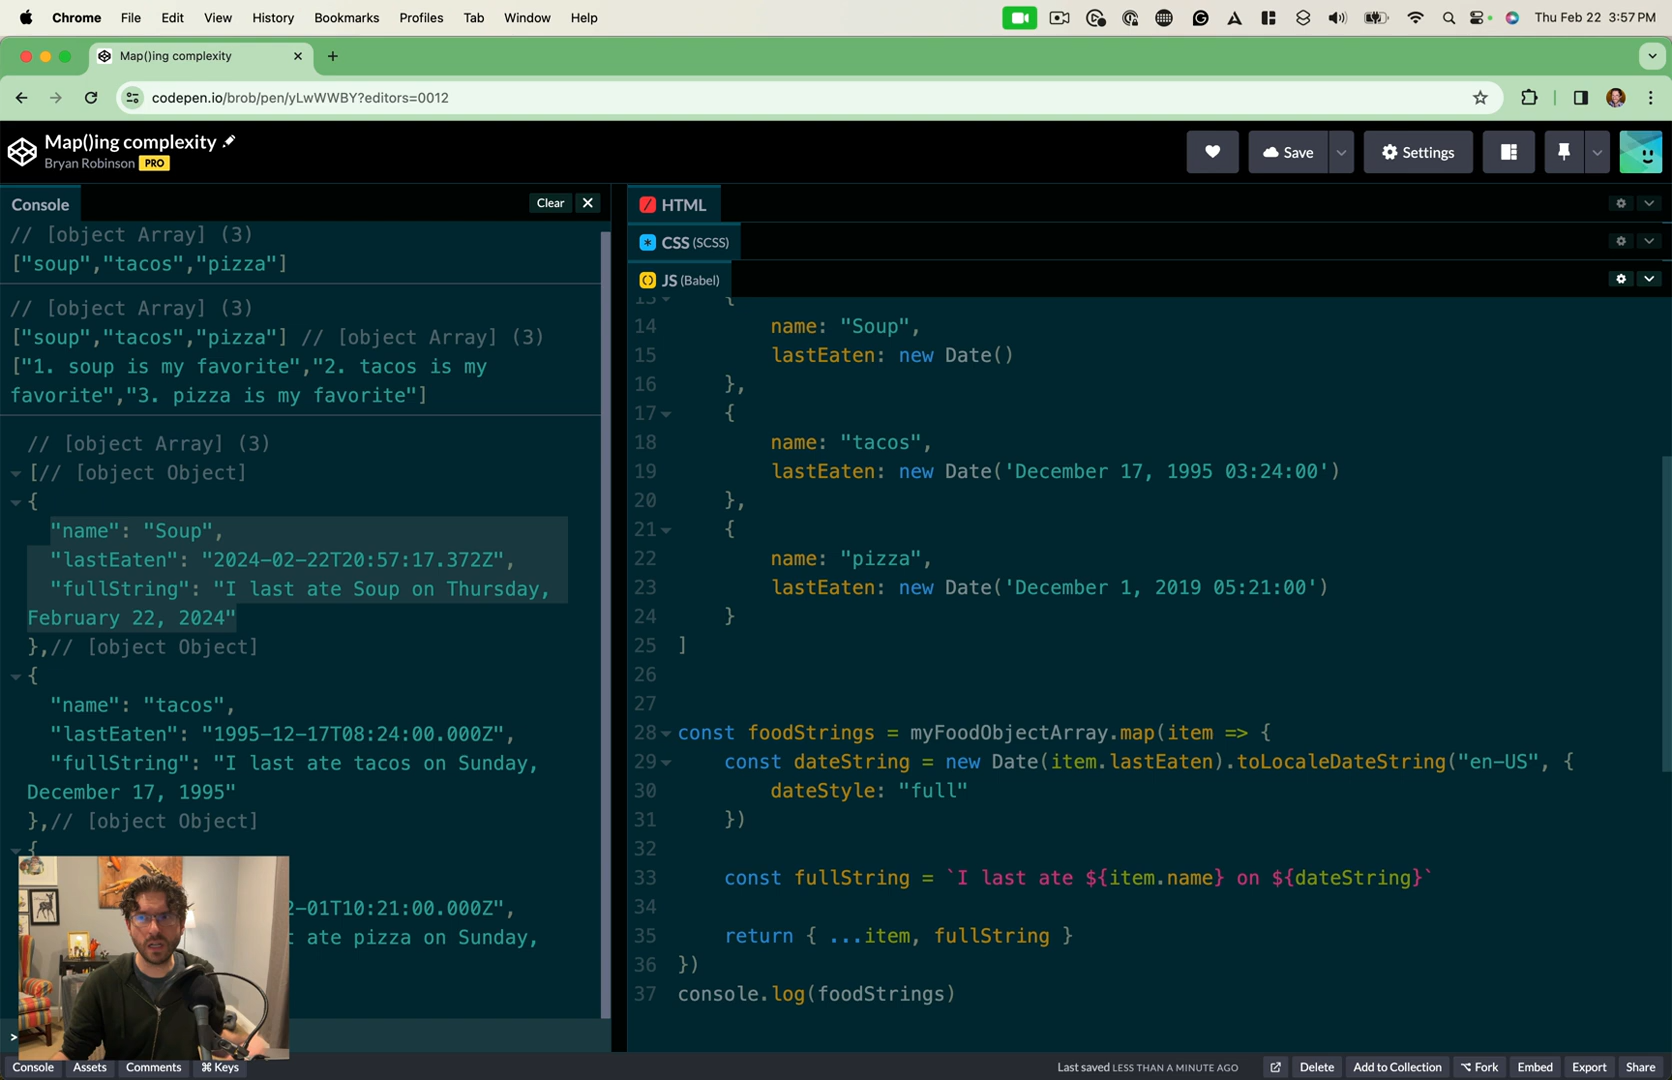 Chrome File Edit View History Bookmarks Profiles Tab Window Help Thu Feb 22 3:57 PM
Map()ing complexity
codepen.io/brob/pen/yLwWWBY?editors=0012
Map()ing complexity
Bryan Robinson PRO
Save Settings
Console Clear
// [object Array] (3)
["soup","tacos","pizza"]
// [object Array] (3)
["soup","tacos","pizza"] // [object Array] (3)
["1. soup is my favorite","2. tacos is my
favorite","3. pizza is my favorite"]
// [object Array] (3)
[// [object Object]
{
"name": "Soup",
"lastEaten": "2024-02-22T20:57:17.372Z",
"fullString": "I last ate Soup on Thursday,
February 22, 2024"
},// [object Object]
{
"name": "tacos",
"lastEaten": "1995-12-17T08:24:00.000Z",
"fullString": "I last ate tacos on Sunday,
December 17, 1995"
},// [object Object]
{
2-01T10:21:00.000Z",
t ate pizza on Sunday,
>
HTML
CSS (SCSS)
JS (Babel)
13 {
14 name: "Soup",
15 lastEaten: new Date()
16 },
17 {
18 name: "tacos",
19 lastEaten: new Date('December 17, 1995 03:24:00')
20 },
21 {
22 name: "pizza",
23 lastEaten: new Date('December 1, 2019 05:21:00')
24 }
25 ]
26
27
28 const foodStrings = myFoodObjectArray.map(item => {
29 const dateString = new Date(item.lastEaten).toLocaleDateString("en-US", {
30 dateStyle: "full"
31 })
32
33 const fullString = `I last ate ${item.name} on ${dateString}`
34
35 return { ...item, fullString }
36 })
37 console.log(foodStrings)
Console Assets Comments ⌘ Keys Last saved LESS THAN A MINUTE AGO Delete Add to Collection ⌥ Fork Embed Export Share